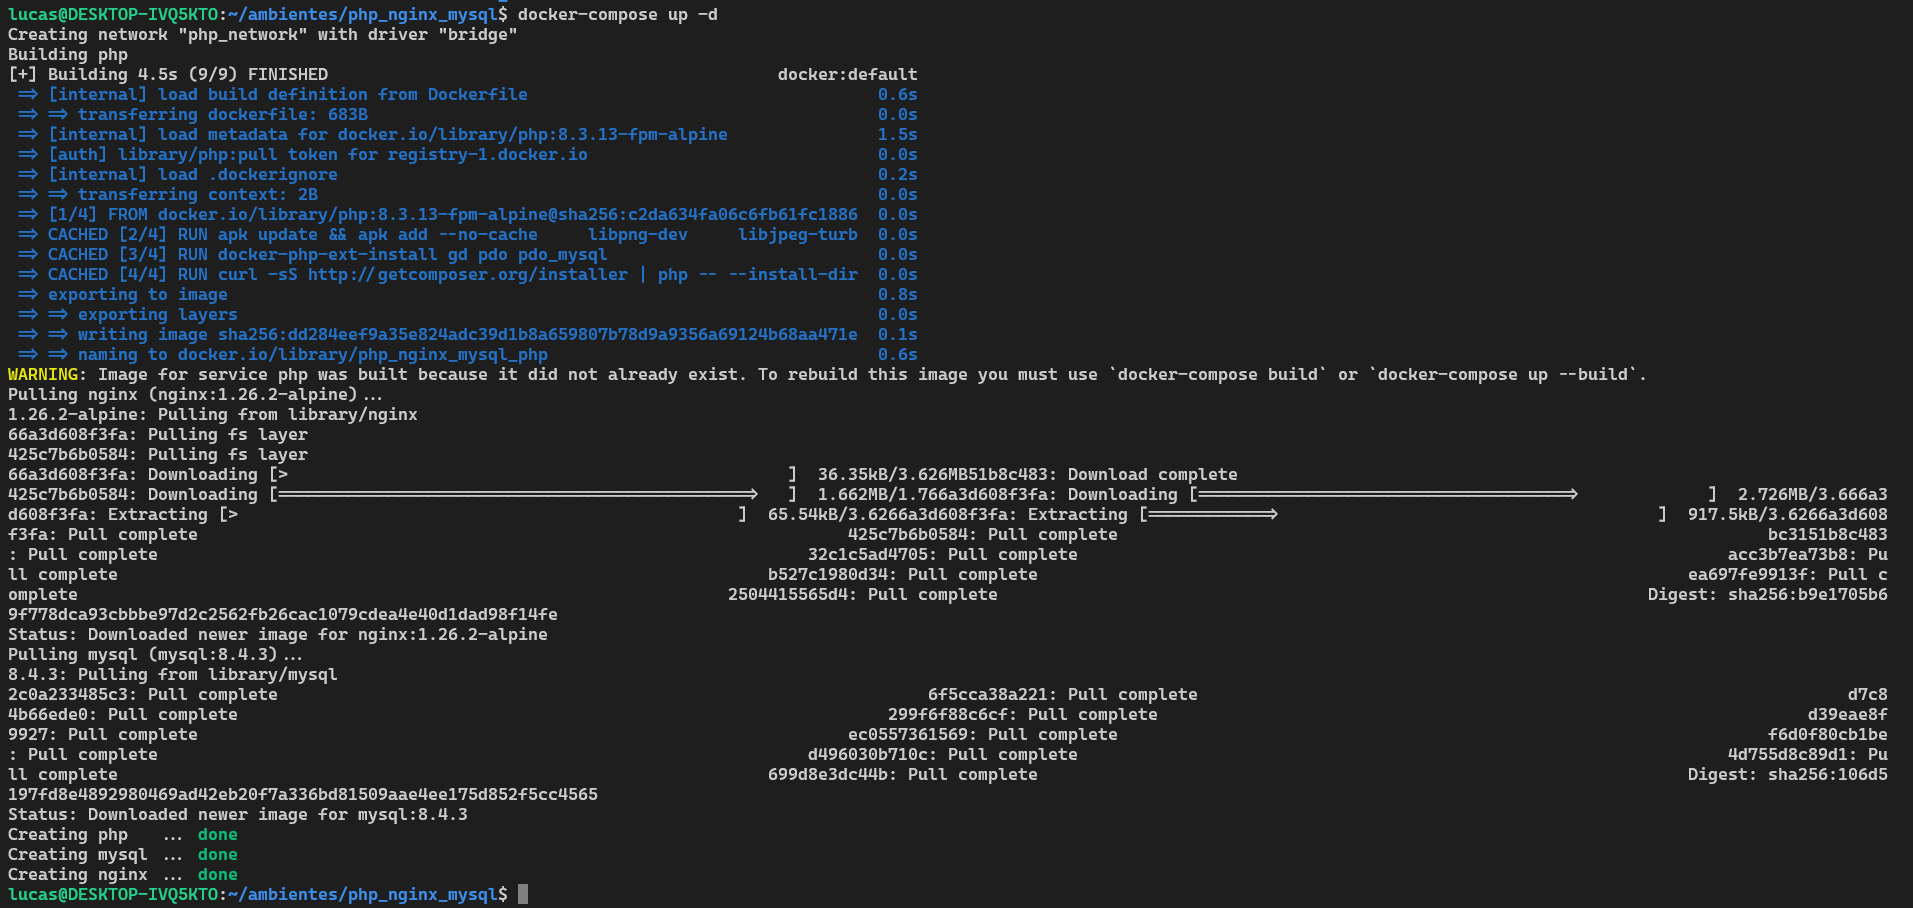 lucas@DESKTOP-IVQ5KTO:~/ambientes/php_nginx_mysql$ docker-compose up -d
Creating network "php_network" with driver "bridge"
Building php
[+] Building 4.5s (9/9) FINISHED docker:default
=> [internal] load build definition from Dockerfile 0.6s
=> => transferring dockerfile: 683B 0.0s
=> [internal] load metadata for docker.io/library/php:8.3.13-fpm-alpine 1.5s
=> [auth] library/php:pull token for registry-1.docker.io 0.0s
=> [internal] load .dockerignore 0.2s
=> => transferring context: 2B 0.0s
=> [1/4] FROM docker.io/library/php:8.3.13-fpm-alpine@sha256:c2da634fa06c6fb61fc1886 0.0s
=> CACHED [2/4] RUN apk update && apk add --no-cache libpng-dev libjpeg-turb 0.0s
=> CACHED [3/4] RUN docker-php-ext-install gd pdo pdo_mysql 0.0s
=> CACHED [4/4] RUN curl -sS http://getcomposer.org/installer | php -- --install-dir 0.0s
=> exporting to image 0.8s
=> => exporting layers 0.0s
=> => writing image sha256:dd284eef9a35e824adc39d1b8a659807b78d9a9356a69124b68aa471e 0.1s
=> => naming to docker.io/library/php_nginx_mysql_php 0.6s
WARNING: Image for service php was built because it did not already exist. To rebuild this image you must use `docker-compose build` or `docker-compose up --build`.
Pulling nginx (nginx:1.26.2-alpine)...
1.26.2-alpine: Pulling from library/nginx
66a3d608f3fa: Pulling fs layer
425c7b6b0584: Pulling fs layer
66a3d608f3fa: Downloading [> ] 36.35kB/3.626MB51b8c483: Download complete
425c7b6b0584: Downloading [================================================> ] 1.662MB/1.766a3d608f3fa: Downloading [======================================> ] 2.726MB/3.666a3
d608f3fa: Extracting [> ] 65.54kB/3.6266a3d608f3fa: Extracting [=============> ] 917.5kB/3.6266a3d608
f3fa: Pull complete 425c7b6b0584: Pull complete bc3151b8c483
: Pull complete 32c1c5ad4705: Pull complete acc3b7ea73b8: Pu
ll complete b527c1980d34: Pull complete ea697fe9913f: Pull c
omplete 2504415565d4: Pull complete Digest: sha256:b9e1705b6
9f778dca93cbbbe97d2c2562fb26cac1079cdea4e40d1dad98f14fe
Status: Downloaded newer image for nginx:1.26.2-alpine
Pulling mysql (mysql:8.4.3)...
8.4.3: Pulling from library/mysql
2c0a233485c3: Pull complete 6f5cca38a221: Pull complete d7c8
4b66ede0: Pull complete 299f6f88c6cf: Pull complete d39eae8f
9927: Pull complete ec0557361569: Pull complete f6d0f80cb1be
: Pull complete d496030b710c: Pull complete 4d755d8c89d1: Pu
ll complete 699d8e3dc44b: Pull complete Digest: sha256:106d5
197fd8e4892980469ad42eb20f7a336bd81509aae4ee175d852f5cc4565
Status: Downloaded newer image for mysql:8.4.3
Creating php ... done
Creating mysql ... done
Creating nginx ... done
lucas@DESKTOP-IVQ5KTO:~/ambientes/php_nginx_mysql$